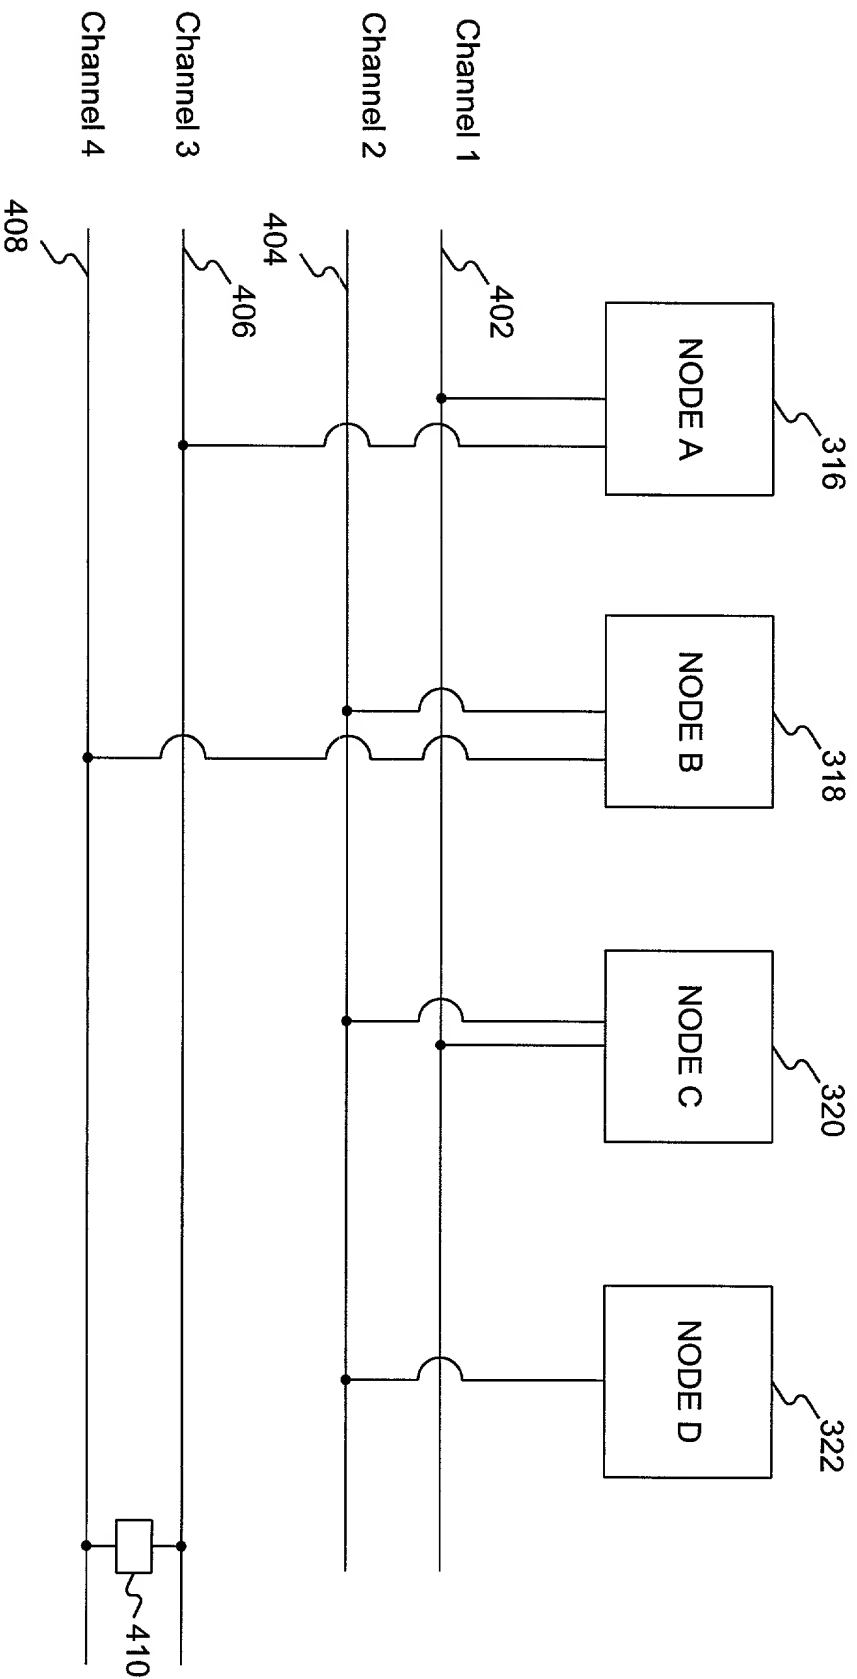 316
318
320
322
NODE A
NODE B
NODE C
NODE D
402
Channel 1
404
Channel 2
406
Channel 3
408
Channel 4
410